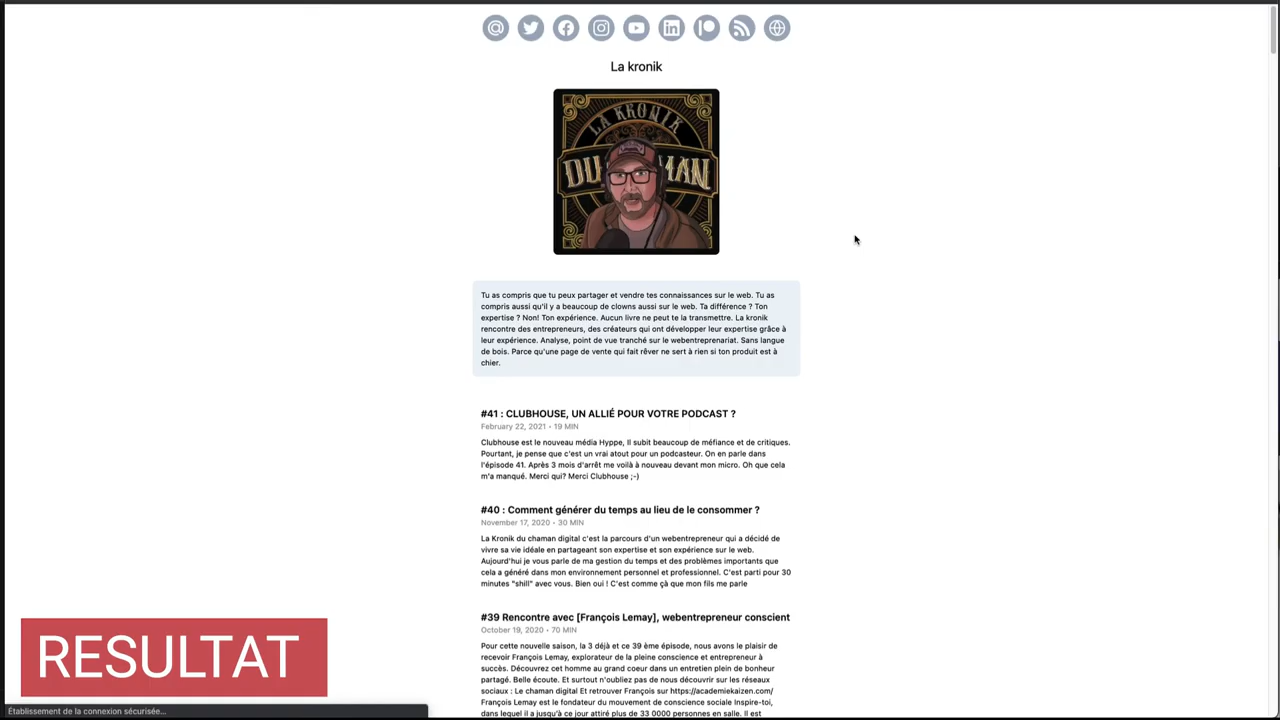 La kronik
LA KRONIK
DU
MAN
Tu as compris que tu peux partager et vendre tes connaissances sur le web. Tu as
compris aussi qu'il y a beaucoup de clowns aussi sur le web. Ta différence ? Ton
expertise ? Non! Ton expérience. Aucun livre ne peut te la transmettre. La kronik
rencontre des entrepreneurs, des créateurs qui ont développer leur expertise grâce à
leur expérience. Analyse, point de vue tranché sur le webentreprenariat. Sans langue
de bois. Parce qu'une page de vente qui fait rêver ne sert à rien si ton produit est à
chier.
#41 : CLUBHOUSE, UN ALLIÉ POUR VOTRE PODCAST ?
February 22, 2021 • 19 MIN
Clubhouse est le nouveau média Hyppe, Il subit beaucoup de méfiance et de critiques.
Pourtant, je pense que c'est un vrai atout pour un podcasteur. On en parle dans
l'épisode 41. Après 3 mois d'arrêt me voilà à nouveau devant mon micro. Oh que cela
m'a manqué. Merci qui? Merci Clubhouse ;-)
#40 : Comment générer du temps au lieu de le consommer ?
November 17, 2020 • 30 MIN
La Kronik du chaman digital c'est la parcours d'un webentrepreneur qui a décidé de
vivre sa vie idéale en partageant son expertise et son expérience sur le web.
Aujourd'hui je vous parle de ma gestion du temps et des problèmes importants que
cela a généré dans mon environnement personnel et professionnel. C'est parti pour 30
minutes "shill" avec vous. Bien oui ! C'est comme çà que mon fils me parle
#39 Rencontre avec [François Lemay], webentrepreneur conscient
October 19, 2020 • 70 MIN
Pour cette nouvelle saison, la 3 déjà et ce 39 ème épisode, nous avons le plaisir de
recevoir François Lemay, explorateur de la pleine conscience et entrepreneur à
succès. Découvrez cet homme au grand coeur dans un entretien plein de bonheur
partagé. Belle écoute. Et surtout n'oubliez pas de nous découvrir sur les réseaux
sociaux : Le chaman digital Et retrouver François sur https://academiekaizen.com/
François Lemay est le fondateur du mouvement de conscience sociale Inspire-toi,
dans lequel il a jusqu'à ce jour attiré plus de 33 0000 personnes en salle. Il est
RESULTAT
Établissement de la connexion sécurisée...